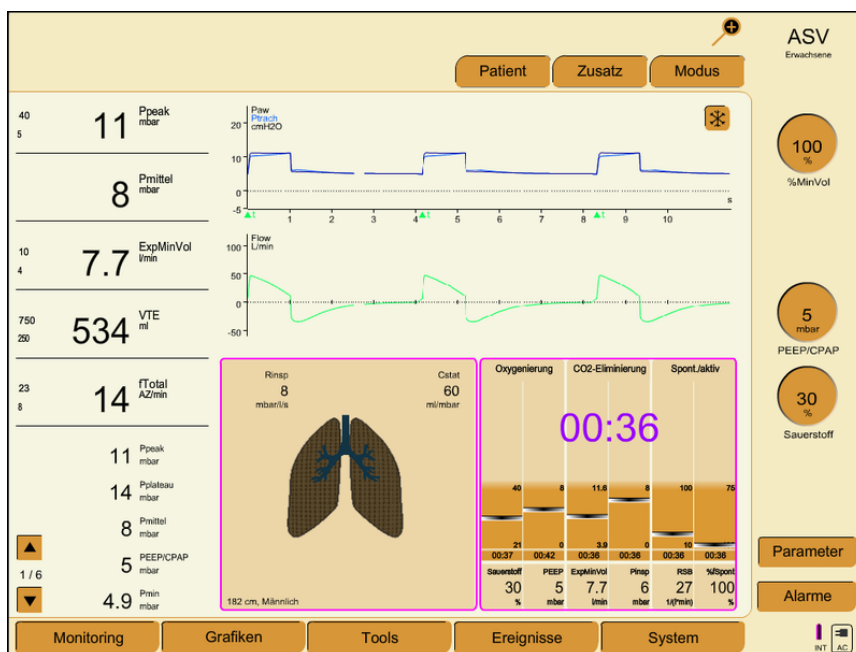 ASV
Erwachsene
Patient
Zusatz
Modus
40
5
11
Ppeak
mbar
8
Pmittel
mbar
10
4
7.7
ExpMinVol
l/min
750
250
534
VTE
ml
23
8
14
fTotal
AZ/min
11 Ppeak
mbar
14 Pplateau
mbar
8 Pmittel
mbar
5 PEEP/CPAP
mbar
4.9 Pmin
mbar
1 / 6
Paw
Ptrach
cmH2O
20
10
0
-5
s
t 1 2 3 4 t 5 6 7 8 t 9 10
Flow
L/min
100
50
0
-50
Rinsp
8
mbar/l/s
Cstat
60
ml/mbar
182 cm, Männlich
Oxygenierung CO2-Eliminierung Spont./aktiv
00:36
40 8 11.6 8 100 75
21 0 3.9 0 10
00:37 00:42 00:36 00:36 00:36 00:36
Sauerstoff PEEP ExpMinVol Pinsp RSB %fSpont
30 5 7.7 6 27 100
% mbar l/min mbar 1/(l*min) %
100
%
%MinVol
5
mbar
PEEP/CPAP
30
%
Sauerstoff
Parameter
Alarme
Monitoring
Grafiken
Tools
Ereignisse
System
INT
AC